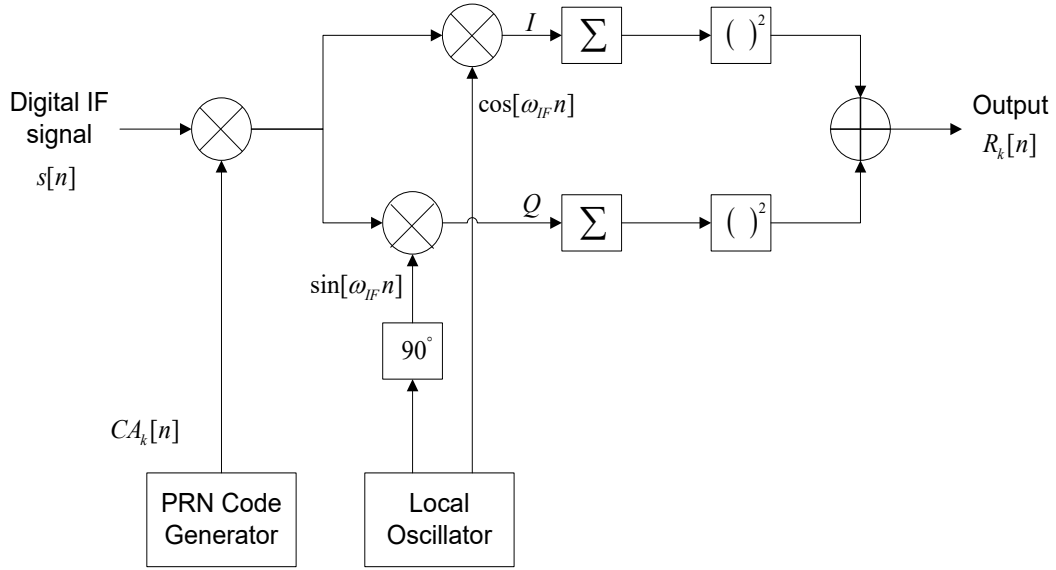 I
∑
( )²
Digital IF
signal
s[n]
cos[ω_IF n]
Output
R_k[n]
Q
∑
( )²
sin[ω_IF n]
90°
CA_k[n]
PRN Code
Generator
Local
Oscillator